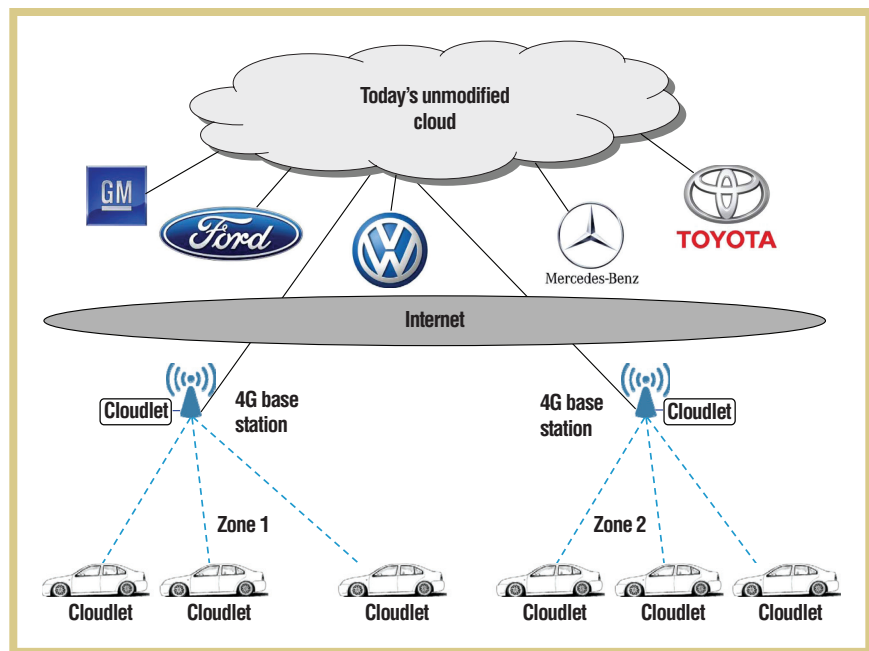 Today's unmodified
cloud
GM
Ford
VW
Mercedes-Benz
TOYOTA
Internet
Cloudlet
4G base
station
4G base
station
Cloudlet
Zone 1
Zone 2
Cloudlet
Cloudlet
Cloudlet
Cloudlet
Cloudlet
Cloudlet